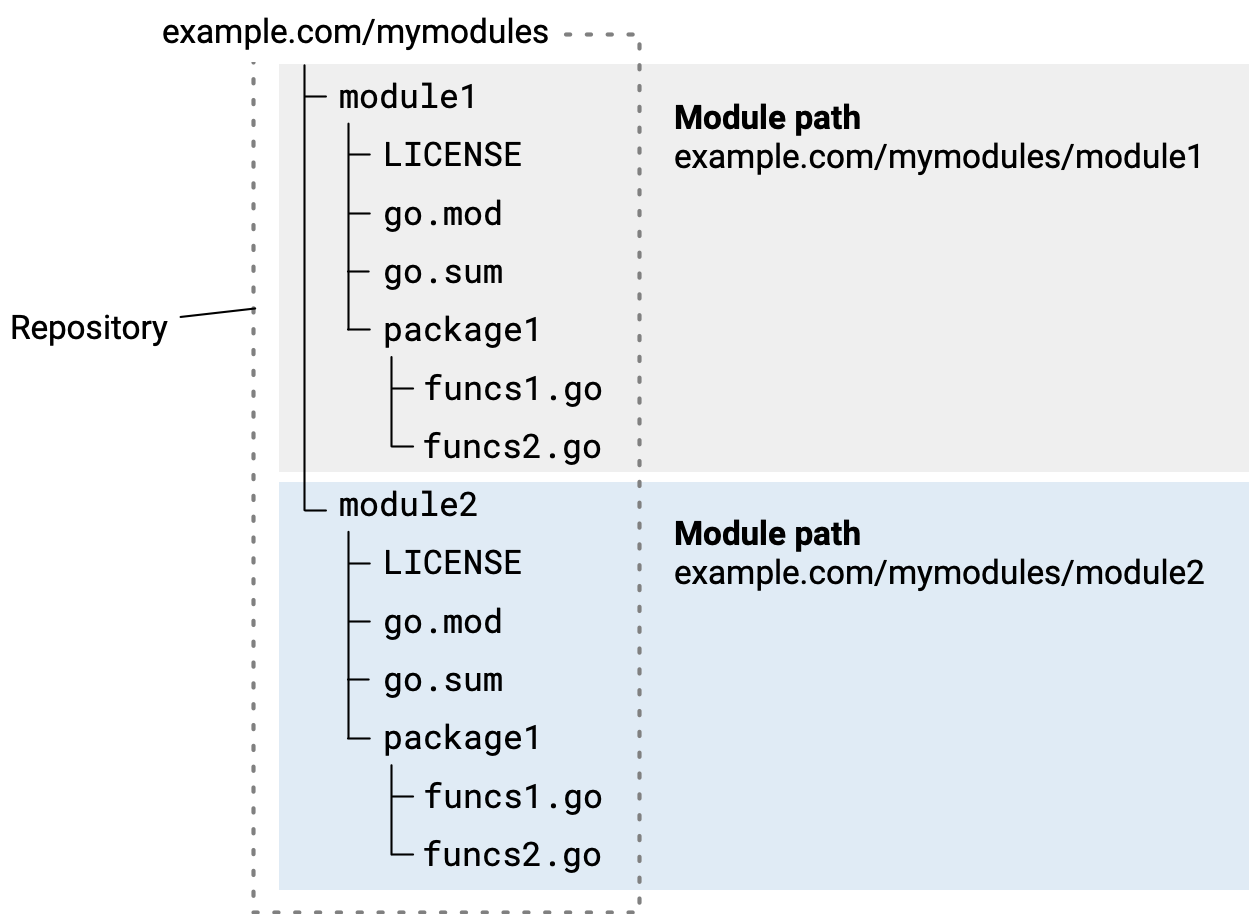 example.com/mymodules
module1
Module path
LICENSE
example.com/mymodules/module1
go.mod
go.sum
Repository
package1
funcs1.go
funcs2.go
module2
Module path
LICENSE
example.com/mymodules/module2
go.mod
go.sum
package1
funcs1.go
funcs2.go